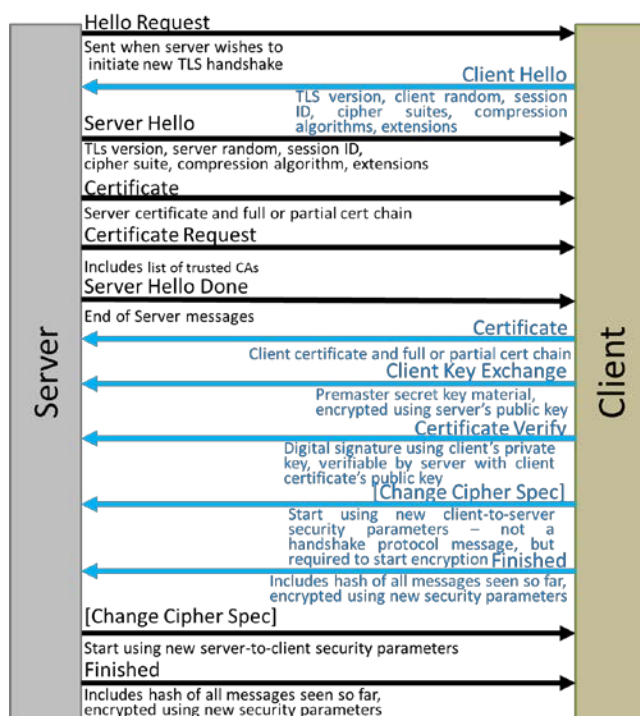 Hello Request
Sent when server wishes to
initiate new TLS handshake
Client Hello
TLS version, client random, session
ID, cipher suites, compression
algorithms, extensions
Server Hello
TLs version, server random, session ID,
cipher suite, compression algorithm, extensions
Certificate
Server certificate and full or partial cert chain
Certificate Request
Includes list of trusted CAs
Server Hello Done
End of Server messages
Certificate
Client certificate and full or partial cert chain
Client Key Exchange
Premaster secret key material,
encrypted using server's public key
Certificate Verify
Digital signature using client's private
key, verifiable by server with client
certificate's public key
[Change Cipher Spec]
Start using new client-to-server
security parameters – not a
handshake protocol message, but
required to start encryption
Finished
Includes hash of all messages seen so far,
encrypted using new security parameters
[Change Cipher Spec]
Start using new server-to-client security parameters
Finished
Includes hash of all messages seen so far,
encrypted using new security parameters
Server
Client